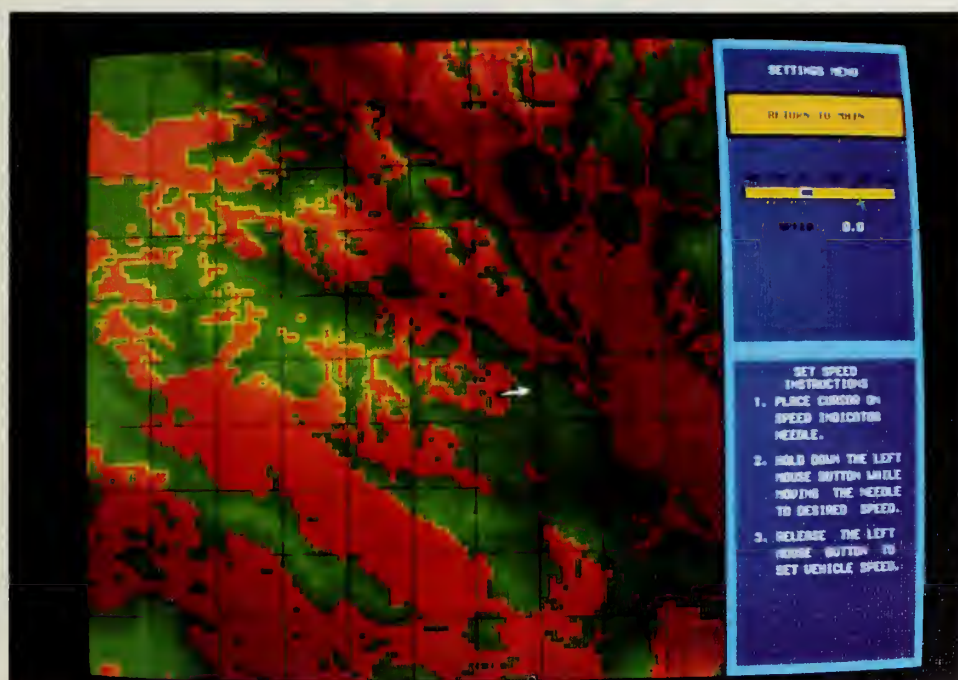 SETTINGS MENU
RETURN TO MAIN
SPEED 0.0
SET SPEED
INSTRUCTIONS
1. PLACE CURSOR ON
SPEED INDICATOR
NEEDLE.
2. HOLD DOWN THE LEFT
MOUSE BUTTON WHILE
MOVING THE NEEDLE
TO DESIRED SPEED.
3. RELEASE THE LEFT
MOUSE BUTTON TO
SET VEHICLE SPEED.